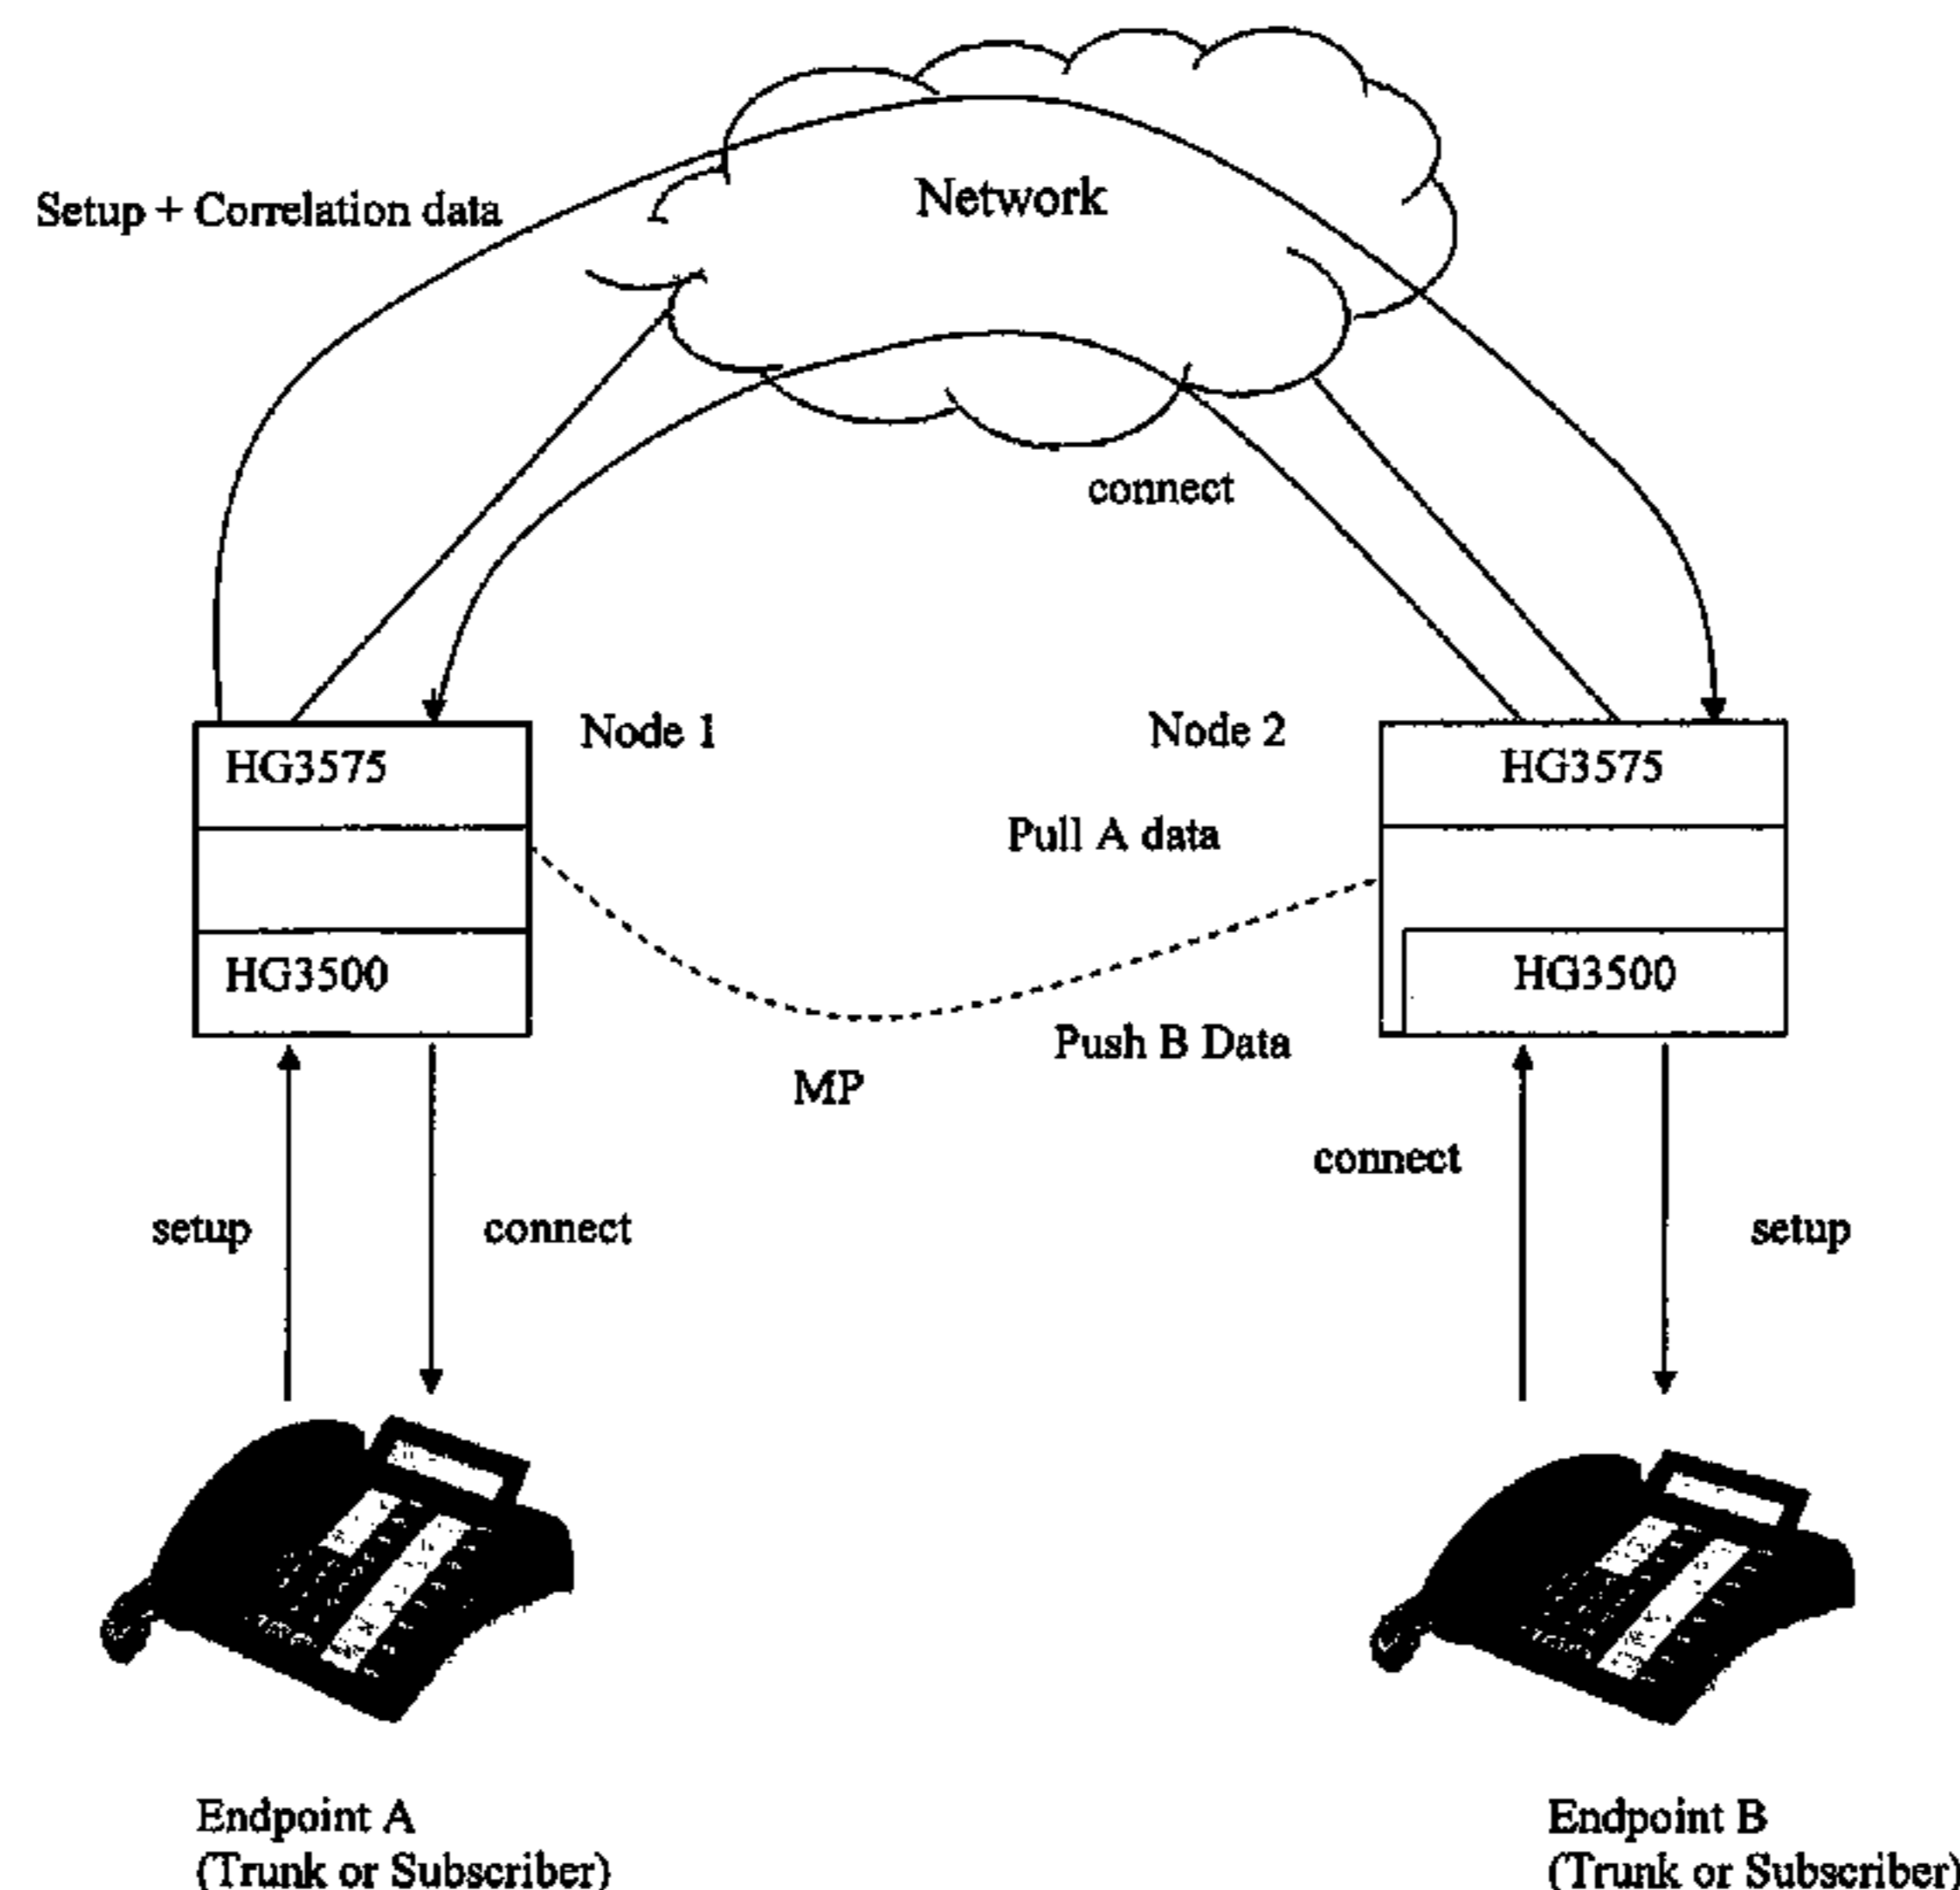 Setup + Correlation data
Network
connect
Node 1
Node 2
HG3575
HG3575
Pull A data
HG3500
HG3500
Push B Data
MP
connect
setup
connect
setup
Endpoint A
(Trunk or Subscriber)
Endpoint B
(Trunk or Subscriber)